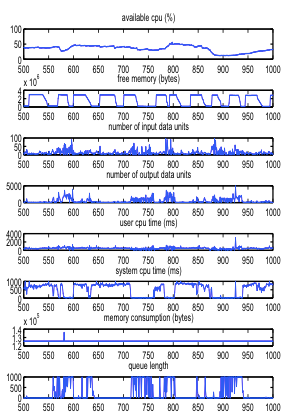 available cpu (%)
100
50
0
500 550 600 650 700 750 800 850 900 950 1000
x 10^6 free memory (bytes)
4
2
0
500 550 600 650 700 750 800 850 900 950 1000
number of input data units
100
50
0
500 550 600 650 700 750 800 850 900 950 1000
number of output data units
5000
0
500 550 600 650 700 750 800 850 900 950 1000
user cpu time (ms)
4000
2000
0
500 550 600 650 700 750 800 850 900 950 1000
system cpu time (ms)
1000
500
0
500 550 600 650 700 750 800 850 900 950 1000
x 10^5 memory consumption (bytes)
1.4
1.3
1.2
500 550 600 650 700 750 800 850 900 950 1000
queue length
1000
500
0
500 550 600 650 700 750 800 850 900 950 1000